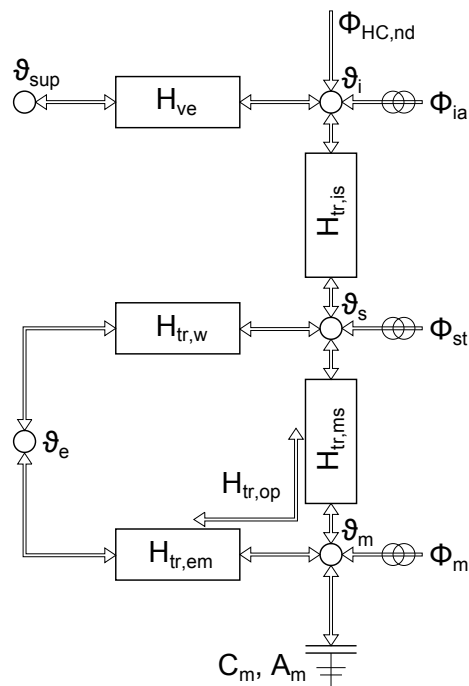 Φ_HC,nd
ϑ_sup
H_ve
ϑ_i
Φ_ia
H_tr,is
H_tr,w
ϑ_s
Φ_st
ϑ_e
H_tr,ms
H_tr,op
H_tr,em
ϑ_m
Φ_m
C_m, A_m